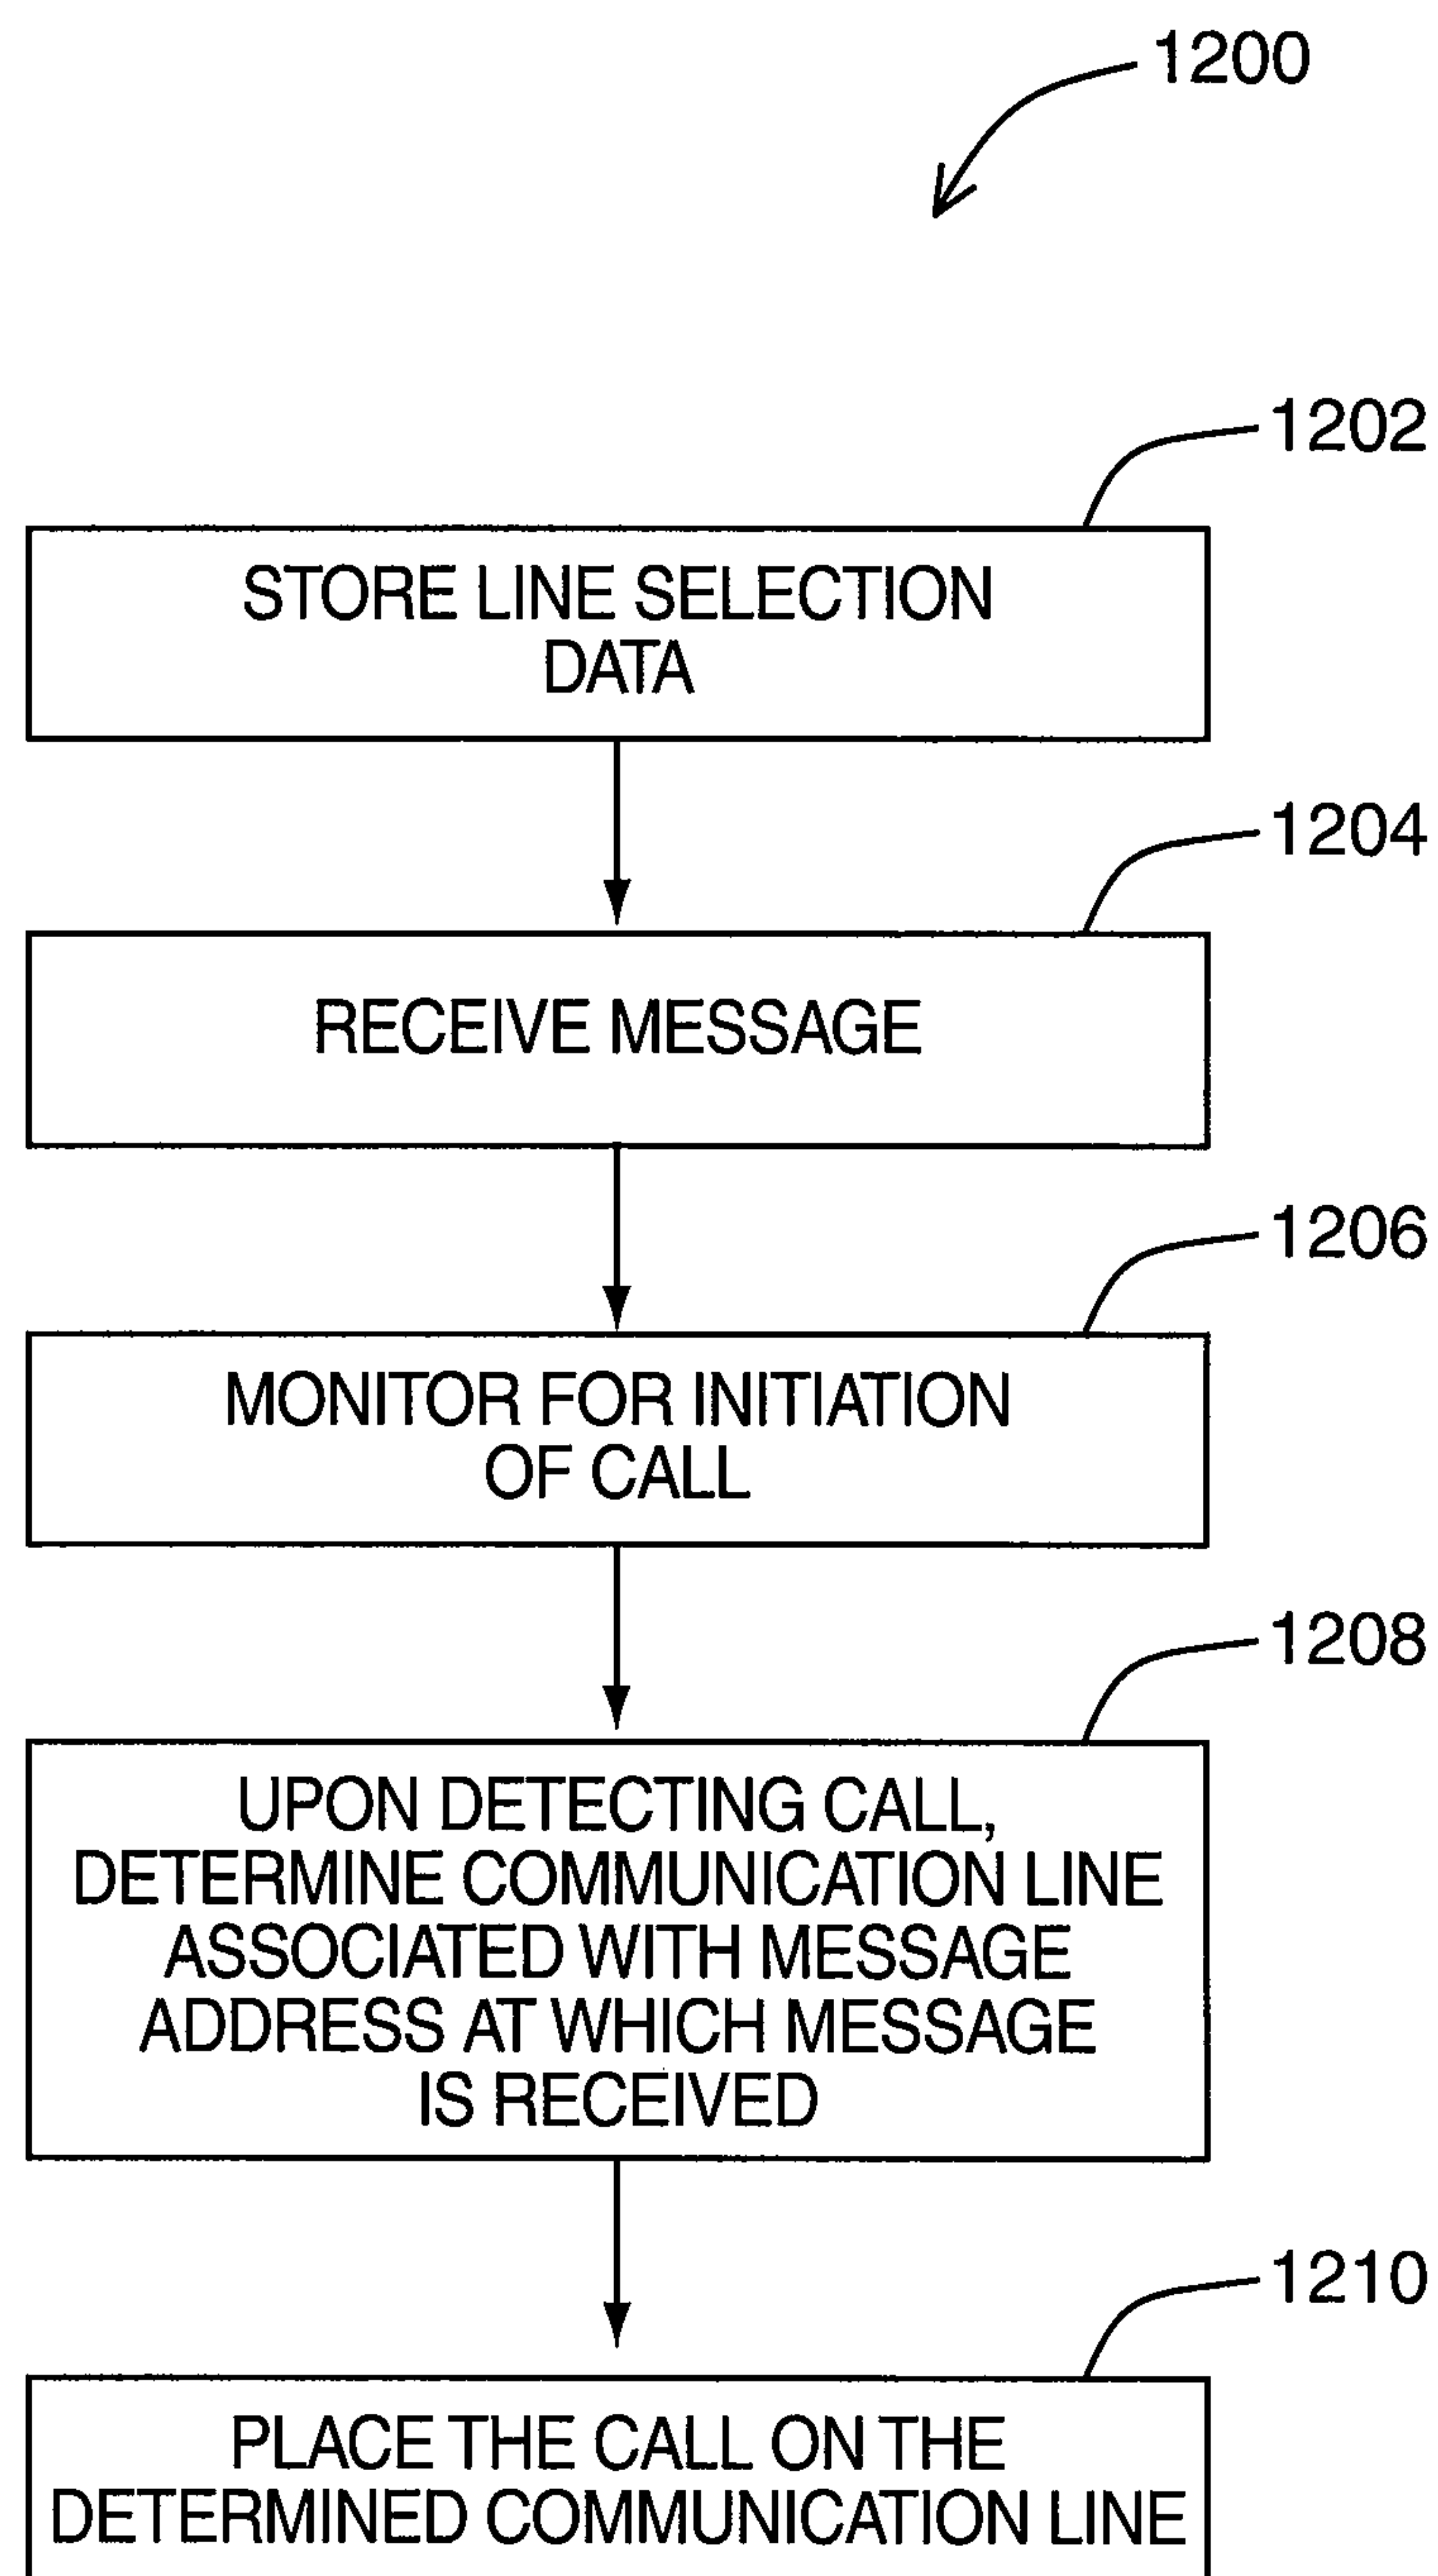 1200
1202
STORE LINE SELECTION
DATA
1204
RECEIVE MESSAGE
1206
MONITOR FOR INITIATION
OF CALL
1208
UPON DETECTING CALL,
DETERMINE COMMUNICATION LINE
ASSOCIATED WITH MESSAGE
ADDRESS AT WHICH MESSAGE
IS RECEIVED
1210
PLACE THE CALL ON THE
DETERMINED COMMUNICATION LINE